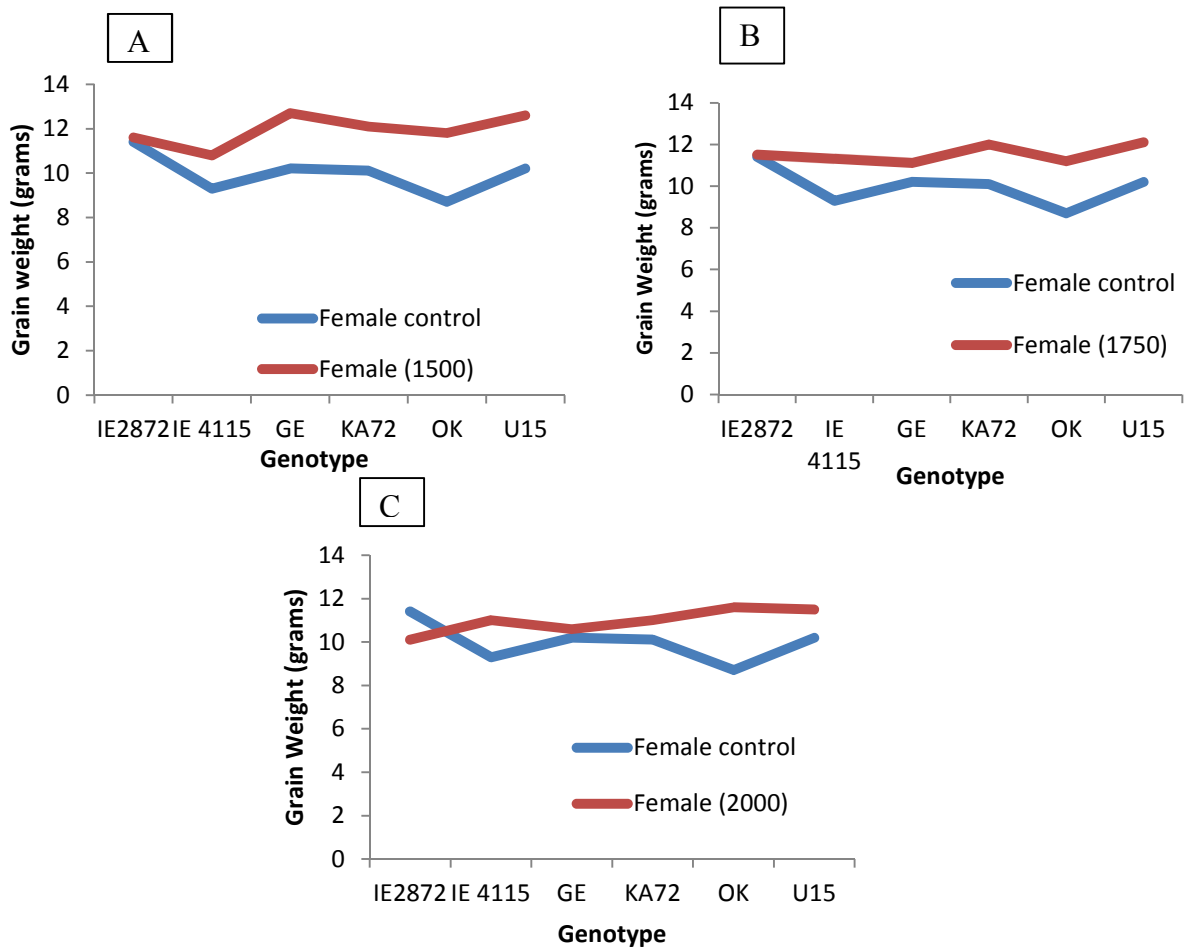 A
Grain weight (grams)
14
12
10
8
6
4
2
0
Female control
Female (1500)
IE2872 IE 4115 GE KA72 OK U15
Genotype
B
Grain Weight (grams)
14
12
10
8
6
4
2
0
Female control
Female (1750)
IE2872 IE GE KA72 OK U15
4115
Genotype
C
Grain Weight (grams)
14
12
10
8
6
4
2
0
Female control
Female (2000)
IE2872 IE 4115 GE KA72 OK U15
Genotype